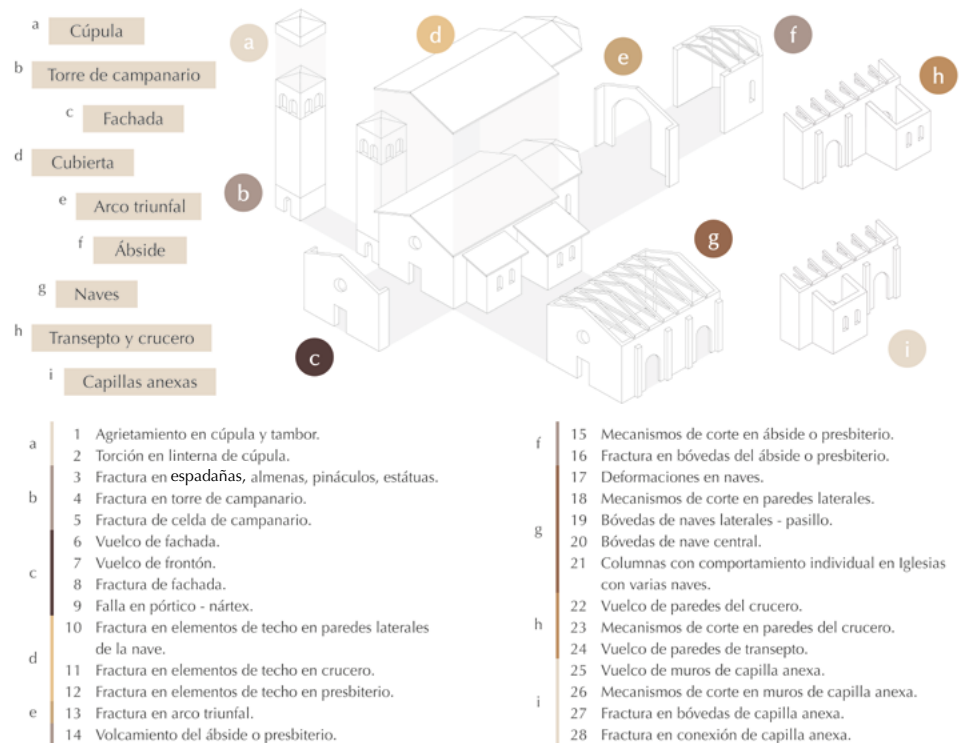 a Cúpula
b Torre de campanario
c Fachada
d Cubierta
e Arco triunfal
f Ábside
g Naves
h Transepto y crucero
i Capillas anexas
a
b
c
d
e
f
g
h
i
a
1 Agrietamiento en cúpula y tambor.
2 Torción en linterna de cúpula.
b
3 Fractura en espadañas, almenas, pináculos, estátuas.
4 Fractura en torre de campanario.
5 Fractura de celda de campanario.
c
6 Vuelco de fachada.
7 Vuelco de frontón.
8 Fractura de fachada.
9 Falla en pórtico - nártex.
d
10 Fractura en elementos de techo en paredes laterales
de la nave.
11 Fractura en elementos de techo en crucero.
12 Fractura en elementos de techo en presbiterio.
e
13 Fractura en arco triunfal.
14 Volcamiento del ábside o presbiterio.
f
15 Mecanismos de corte en ábside o presbiterio.
16 Fractura en bóvedas del ábside o presbiterio.
g
17 Deformaciones en naves.
18 Mecanismos de corte en paredes laterales.
19 Bóvedas de naves laterales - pasillo.
20 Bóvedas de nave central.
21 Columnas con comportamiento individual en Iglesias
con varias naves.
h
22 Vuelco de paredes del crucero.
23 Mecanismos de corte en paredes del crucero.
24 Vuelco de paredes de transepto.
i
25 Vuelco de muros de capilla anexa.
26 Mecanismos de corte en muros de capilla anexa.
27 Fractura en bóvedas de capilla anexa.
28 Fractura en conexión de capilla anexa.